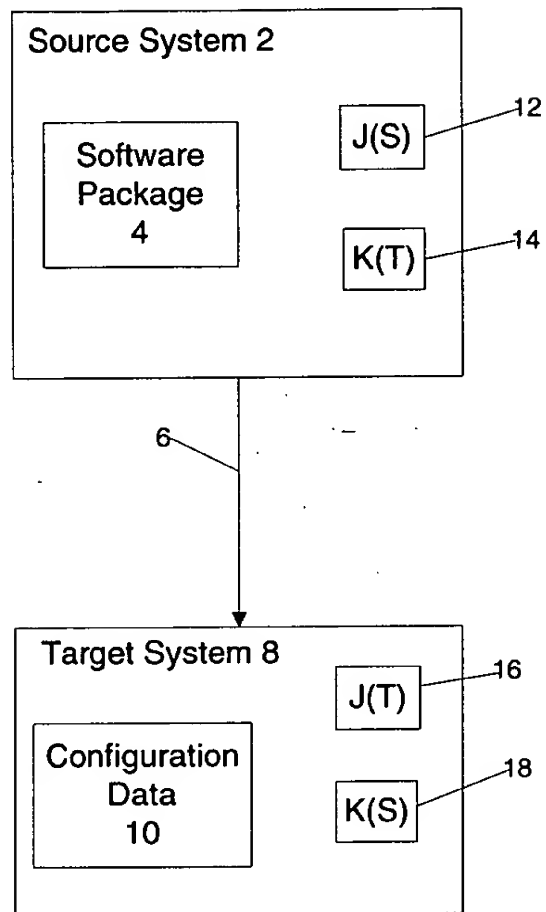 Source System 2
Software
Package
4
J(S)
12
K(T)
14
6
Target System 8
Configuration
Data
10
J(T)
16
K(S)
18